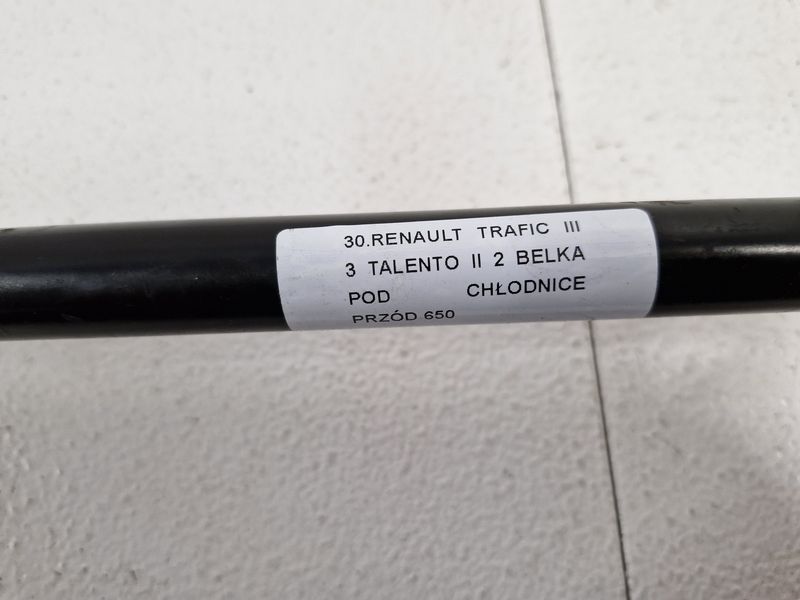 30.RENAULT TRAFIC III
3 TALENTO II 2 BELKA
POD CHŁODNICE
PRZÓD 650